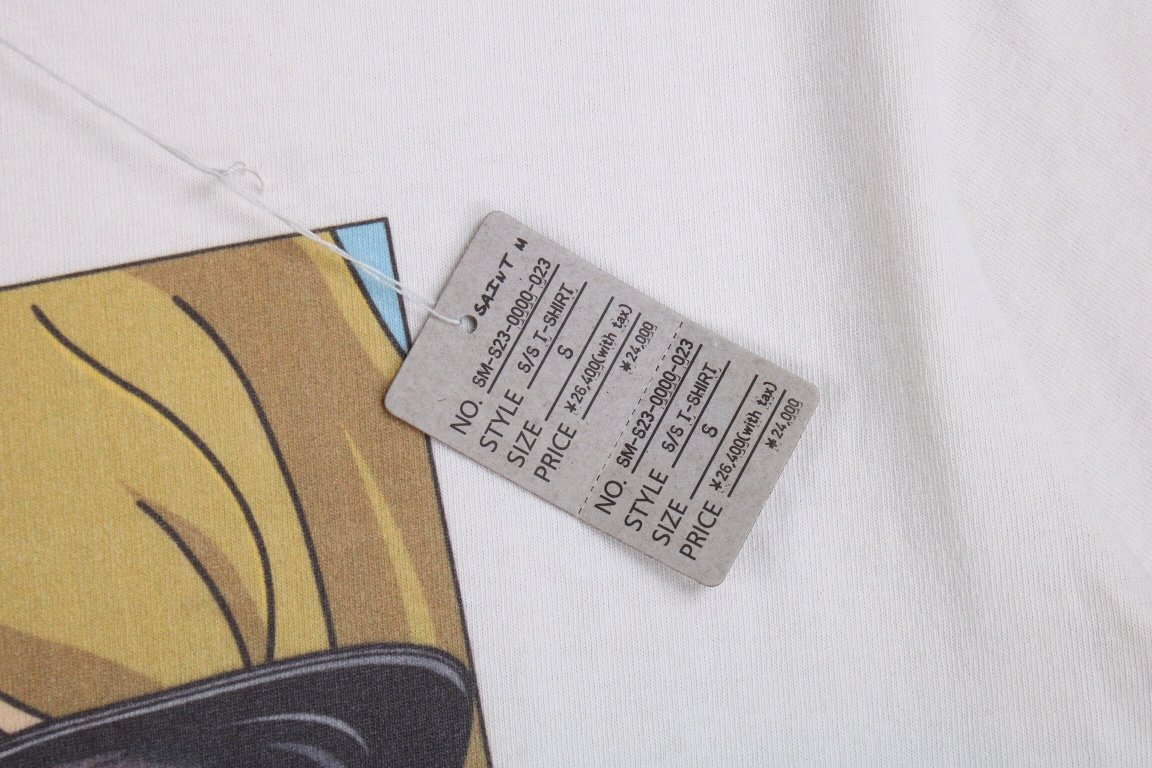 SAINT M
NO. SM-S23-0000-023
STYLE S/S T-SHIRT
SIZE S
PRICE ¥26,400(with tax)
¥24,000
NO. SM-S23-0000-023
STYLE S/S T-SHIRT
SIZE S
PRICE ¥26,400(with tax)
¥24,000